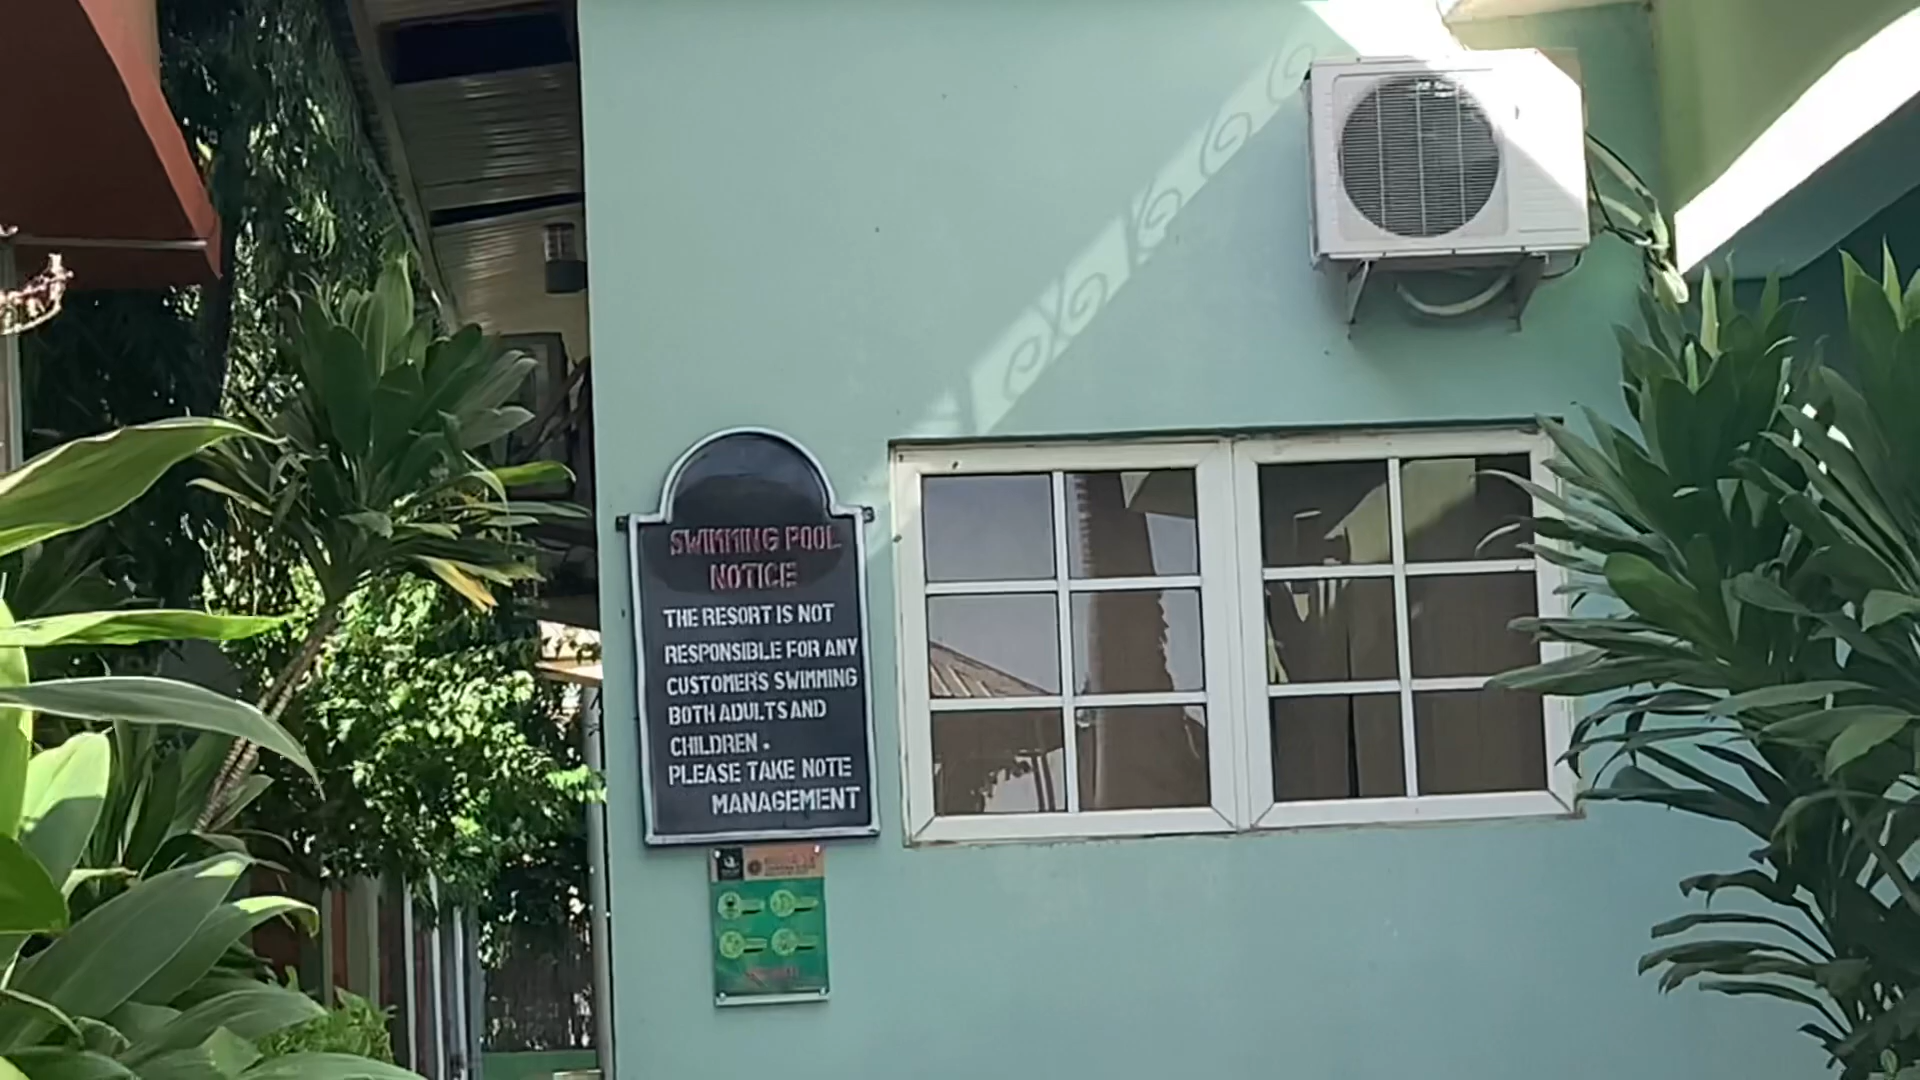 SWIMMING POOL
NOTICE
THE RESORT IS NOT
RESPONSIBLE FOR ANY
CUSTOMERS SWIMMING
BOTH ADULTS AND
CHILDREN.
PLEASE TAKE NOTE
MANAGEMENT